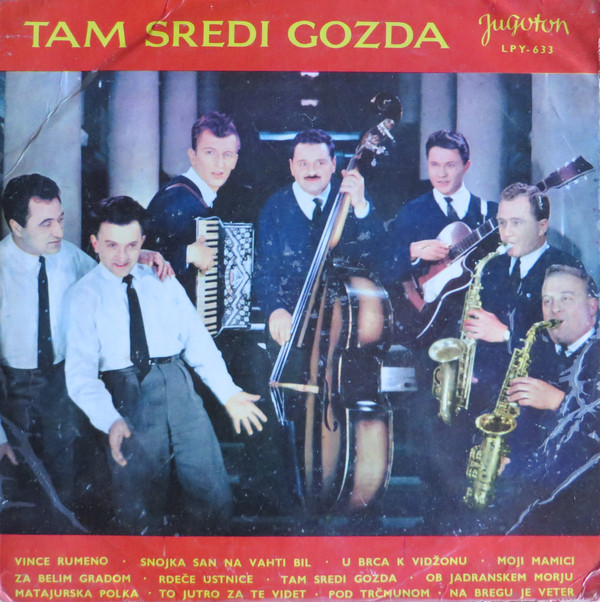 TAM SREDI GOZDA
Jugoton
LPY-633
VINCE RUMENO · SNOJKA SAN NA VAHTI BIL · U BRCA K VIDŽONU · MOJI MAMICI
ZA BELIM GRADOM · RDEČE USTNICE · TAM SREDI GOZDA · OB JADRANSKEM MORJU
MATAJURSKA POLKA · TO JUTRO ZA TE VIDET · POD TRČMUNOM · NA BREGU JE VETER